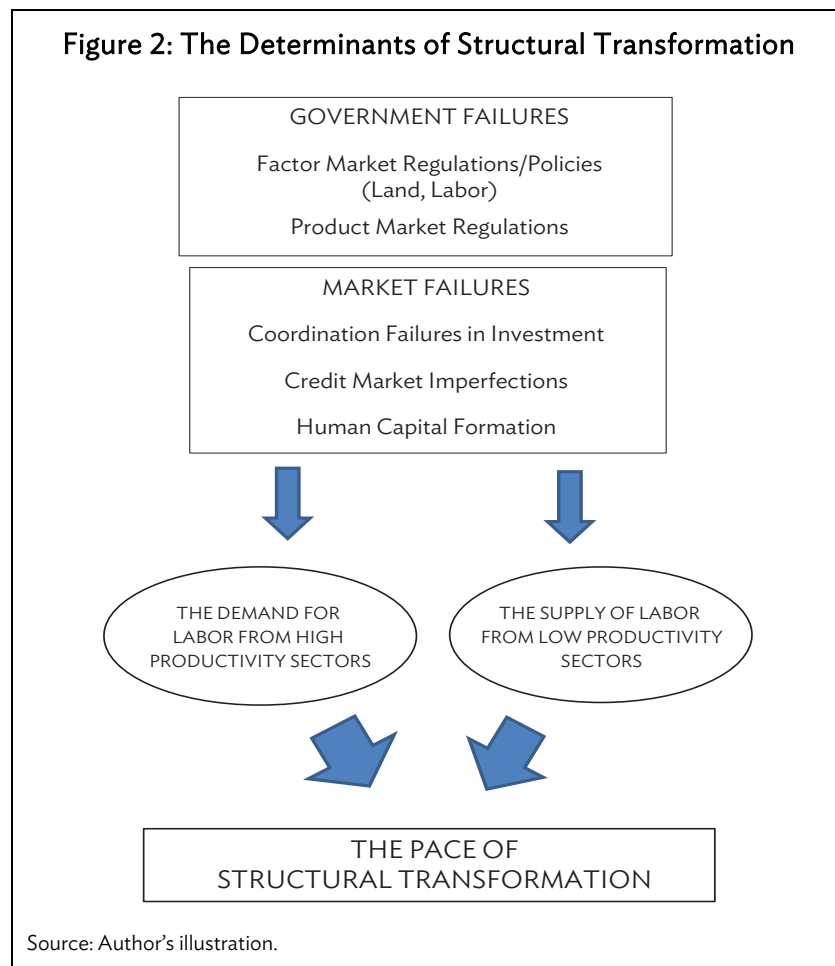 Figure 2: The Determinants of Structural Transformation
GOVERNMENT FAILURES
Factor Market Regulations/Policies
(Land, Labor)
Product Market Regulations
MARKET FAILURES
Coordination Failures in Investment
Credit Market Imperfections
Human Capital Formation
THE DEMAND FOR
LABOR FROM HIGH
PRODUCTIVITY SECTORS
THE SUPPLY OF LABOR
FROM LOW PRODUCTIVITY
SECTORS
THE PACE OF
STRUCTURAL TRANSFORMATION
Source: Author’s illustration.